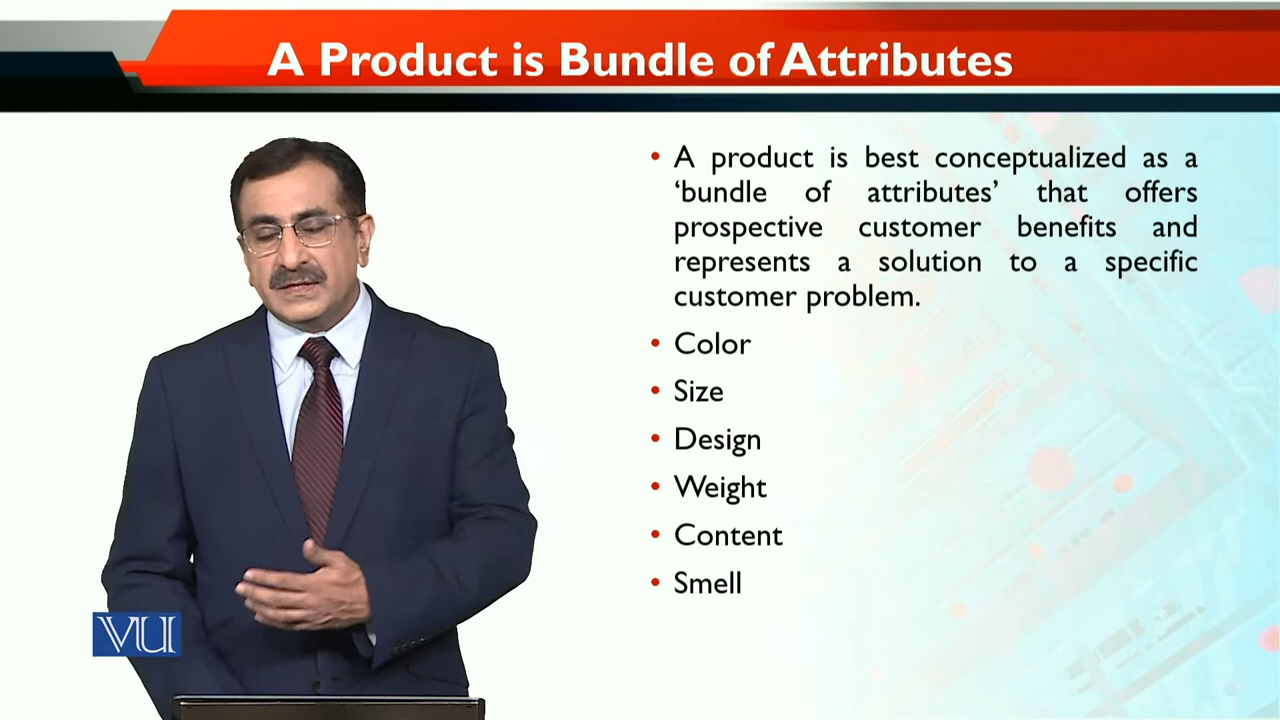 A Product is Bundle of Attributes
• A product is best conceptualized as a
‘bundle of attributes’ that offers
prospective customer benefits and
represents a solution to a specific
customer problem.
• Color
• Size
• Design
• Weight
• Content
• Smell
VU